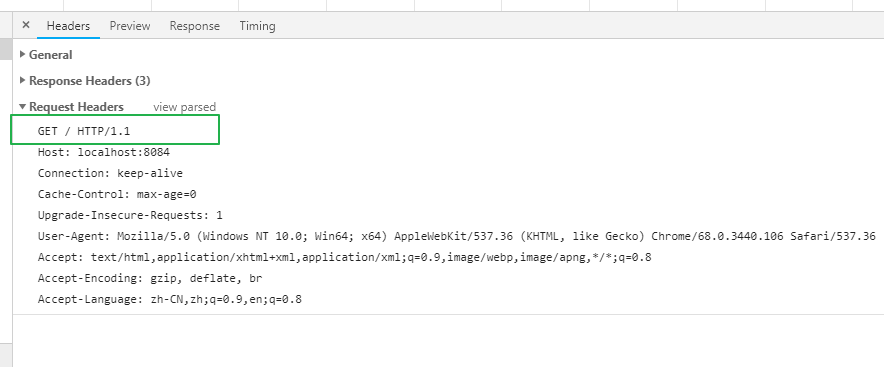 × Headers Preview Response Timing
General
Response Headers (3)
Request Headers view parsed
GET / HTTP/1.1
Host: localhost:8084
Connection: keep-alive
Cache-Control: max-age=0
Upgrade-Insecure-Requests: 1
User-Agent: Mozilla/5.0 (Windows NT 10.0; Win64; x64) AppleWebKit/537.36 (KHTML, like Gecko) Chrome/68.0.3440.106 Safari/537.36
Accept: text/html,application/xhtml+xml,application/xml;q=0.9,image/webp,image/apng,*/*;q=0.8
Accept-Encoding: gzip, deflate, br
Accept-Language: zh-CN,zh;q=0.9,en;q=0.8